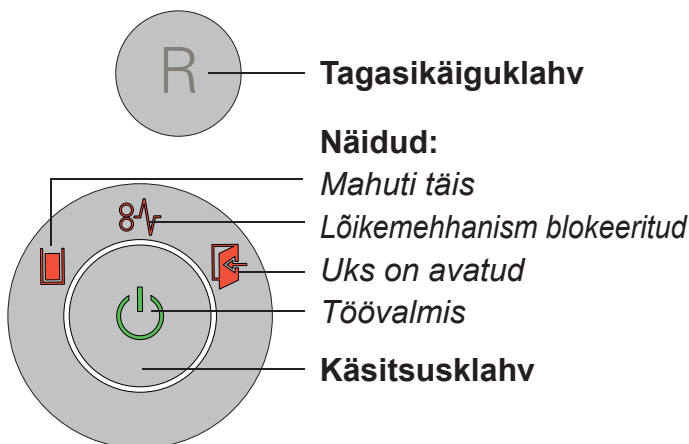 R
Tagasikäiguklahv
Näidud:
Mahuti täis
Lõikemehhanism blokeeritud
Uks on avatud
Töövalmis
Käsitsusklahv